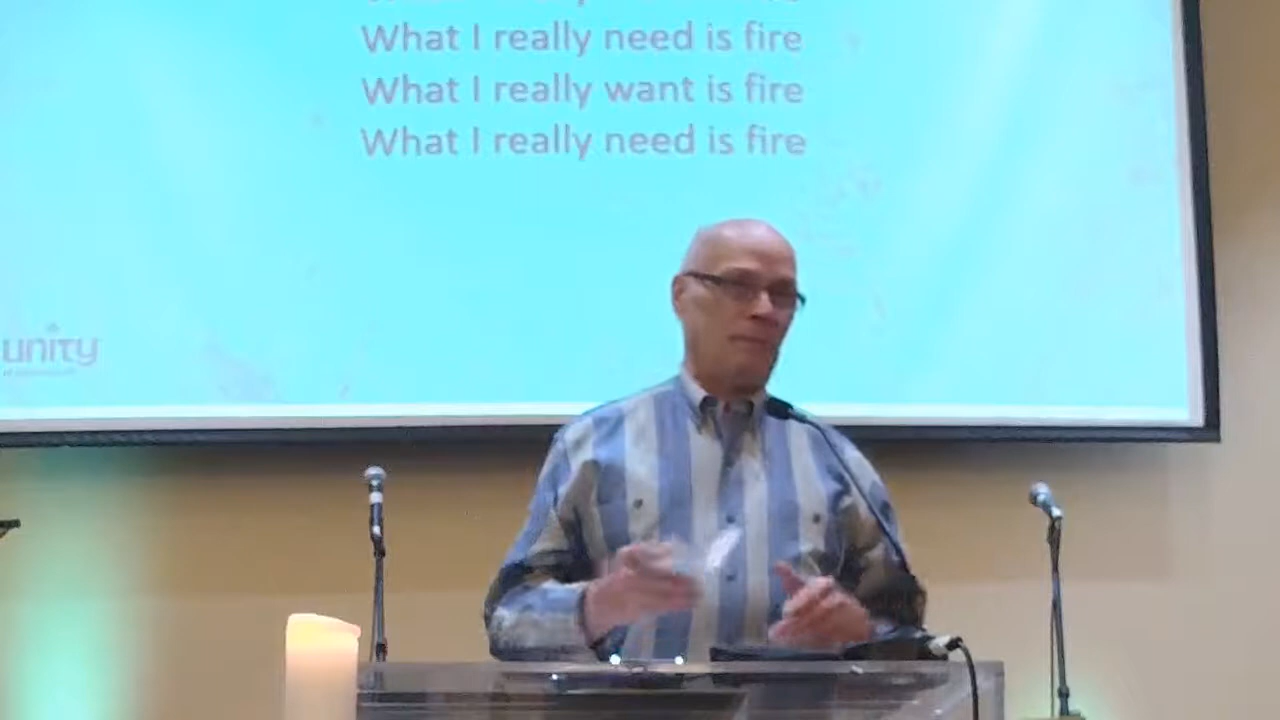 What I really need is fire
What I really want is fire
What I really need is fire
unity